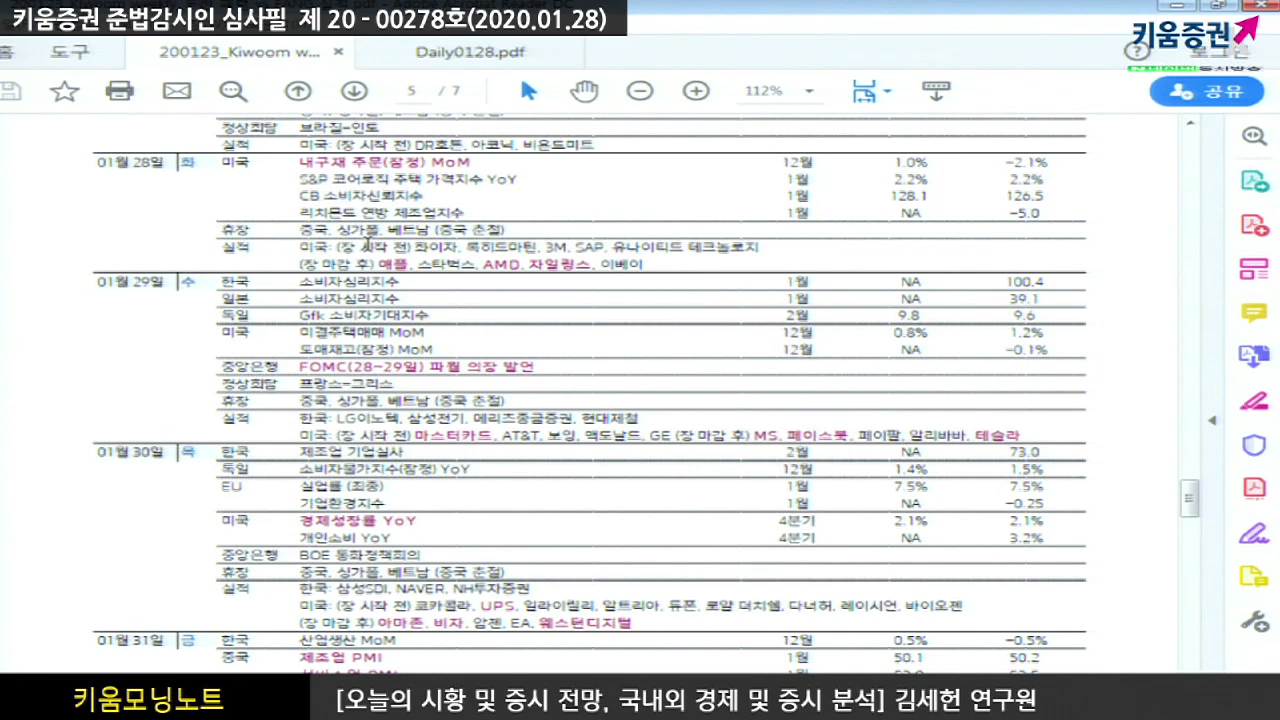 키움증권 준법감시인 심사필 제 20 - 00278호(2020.01.28)
키움증권
홈 도구 200123_Kiwoom w... × Daily0128.pdf 로그인
5 / 7 112% 공유
정상회담 브라질-인도
실적 미국: (장 시작 전) DR호튼, 아코닉, 비욘드미트
01월 28일 화 미국 내구재 주문(잠정) MoM 12월 1.0% -2.1%
S&P 코어로직 주택 가격지수 YoY 1월 2.2% 2.2%
CB 소비자신뢰지수 1월 128.1 126.5
리치몬드 연방 제조업지수 1월 NA -5.0
휴장 중국, 싱가폴, 베트남 (중국 춘절)
실적 미국: (장 시작 전) 화이자, 록히드마틴, 3M, SAP, 유나이티드 테크놀로지
(장 마감 후) 애플, 스타벅스, AMD, 자일링스, 이베이
01월 29일 수 한국 소비자심리지수 1월 NA 100.4
일본 소비자심리지수 1월 NA 39.1
독일 Gfk 소비자기대지수 2월 9.8 9.6
미국 미결주택매매 MoM 12월 0.8% 1.2%
도매재고(잠정) MoM 12월 NA -0.1%
중앙은행 FOMC(28~29일) 파월 의장 발언
정상회담 프랑스-그리스
휴장 중국, 싱가폴, 베트남 (중국 춘절)
실적 한국: LG이노텍, 삼성전기, 메리츠종금증권, 현대제철
미국: (장 시작 전) 마스터카드, AT&T, 보잉, 맥도날드, GE (장 마감 후) MS, 페이스북, 페이팔, 알리바바, 테슬라
01월 30일 목 한국 제조업 기업실사 2월 NA 73.0
독일 소비자물가지수(잠정) YoY 12월 1.4% 1.5%
EU 실업률 (최종) 1월 7.5% 7.5%
기업환경지수 1월 NA -0.25
미국 경제성장률 YoY 4분기 2.1% 2.1%
개인소비 YoY 4분기 NA 3.2%
중앙은행 BOE 통화정책회의
휴장 중국, 싱가폴, 베트남 (중국 춘절)
실적 한국: 삼성SDI, NAVER, NH투자증권
미국: (장 시작 전) 코카콜라, UPS, 일라이릴리, 알트리아, 듀폰, 로얄 더치쉘, 다너허, 레이시언, 바이오젠
(장 마감 후) 아마존, 비자, 암젠, EA, 웨스턴디지털
01월 31일 금 한국 산업생산 MoM 12월 0.5% -0.5%
중국 제조업 PMI 1월 50.1 50.2
키움모닝노트
[오늘의 시황 및 증시 전망, 국내외 경제 및 증시 분석] 김세헌 연구원